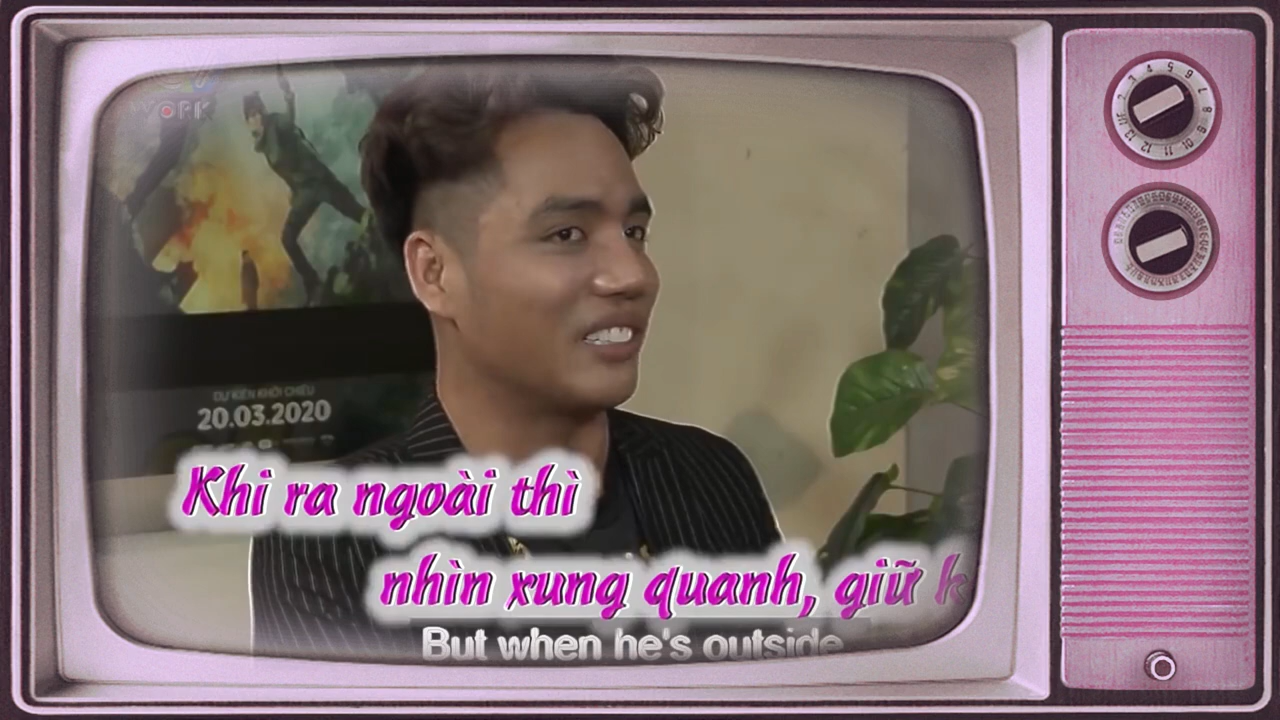 WORK
DỰ KIẾN KHỞI CHIẾU
20.03.2020
Khi ra ngoài thì
nhìn xung quanh, giữ
But when he's outside